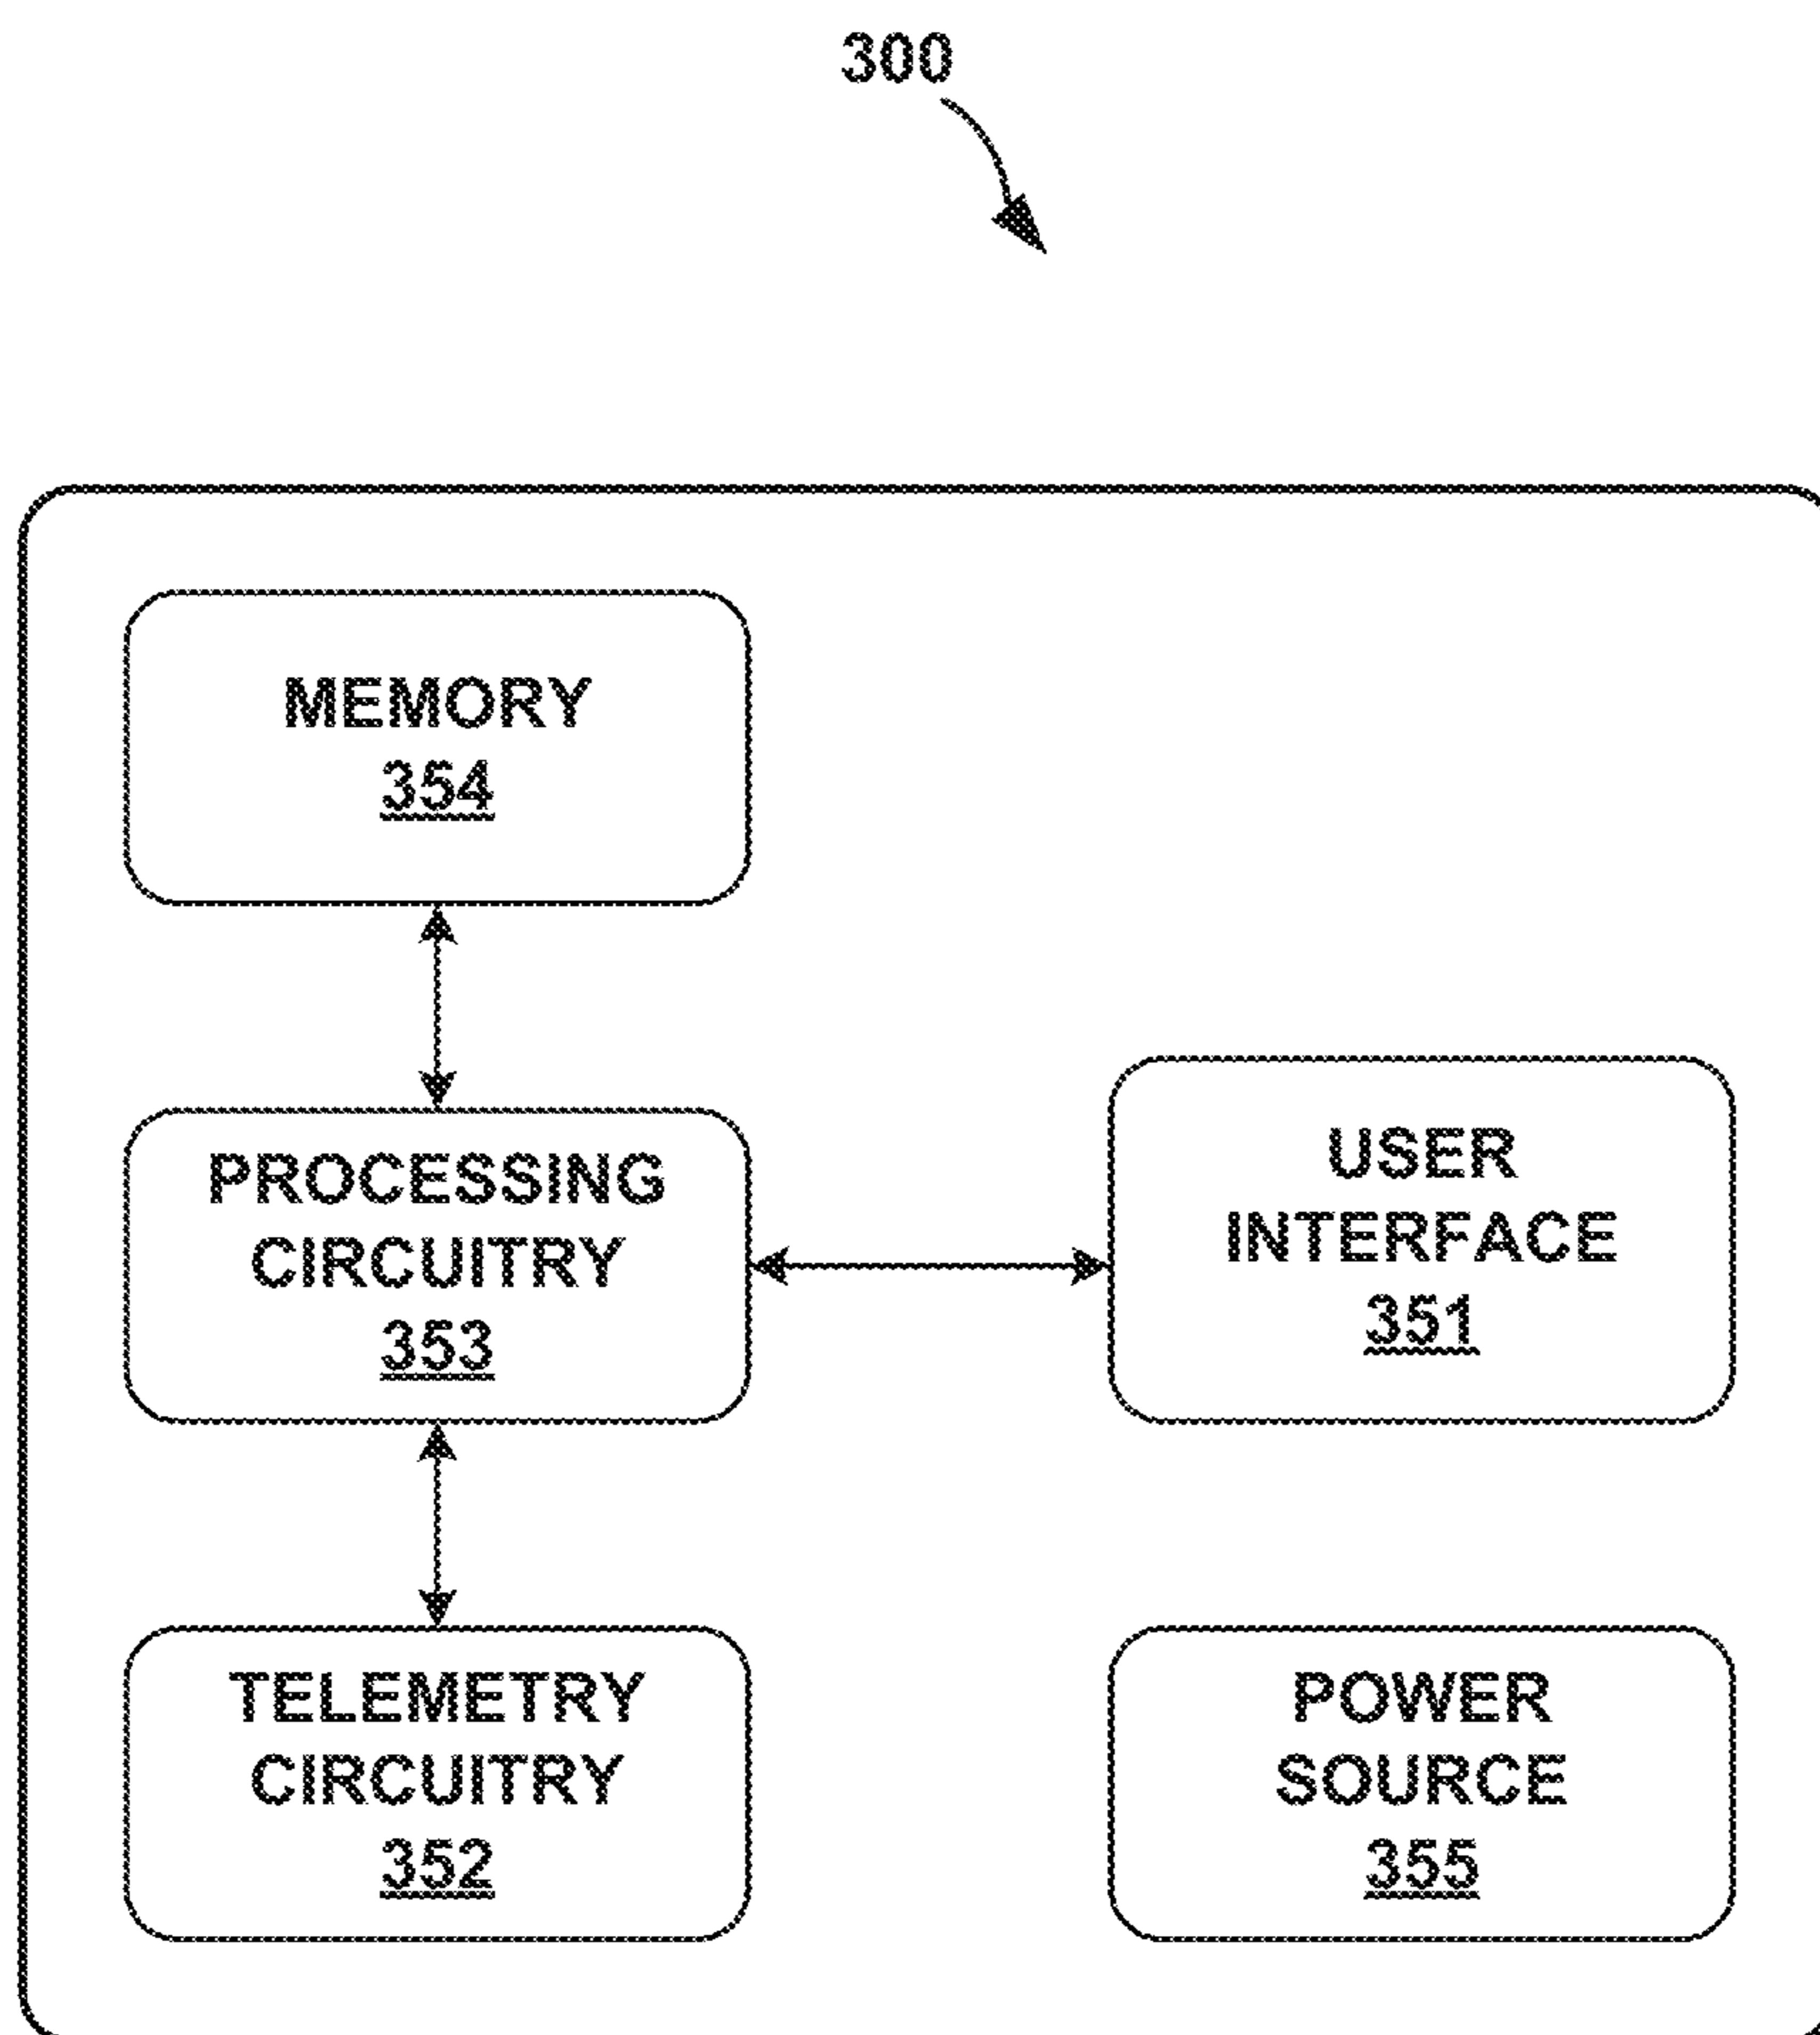 300
MEMORY
354
PROCESSING
CIRCUITRY
353
USER
INTERFACE
351
TELEMETRY
CIRCUITRY
352
POWER
SOURCE
355